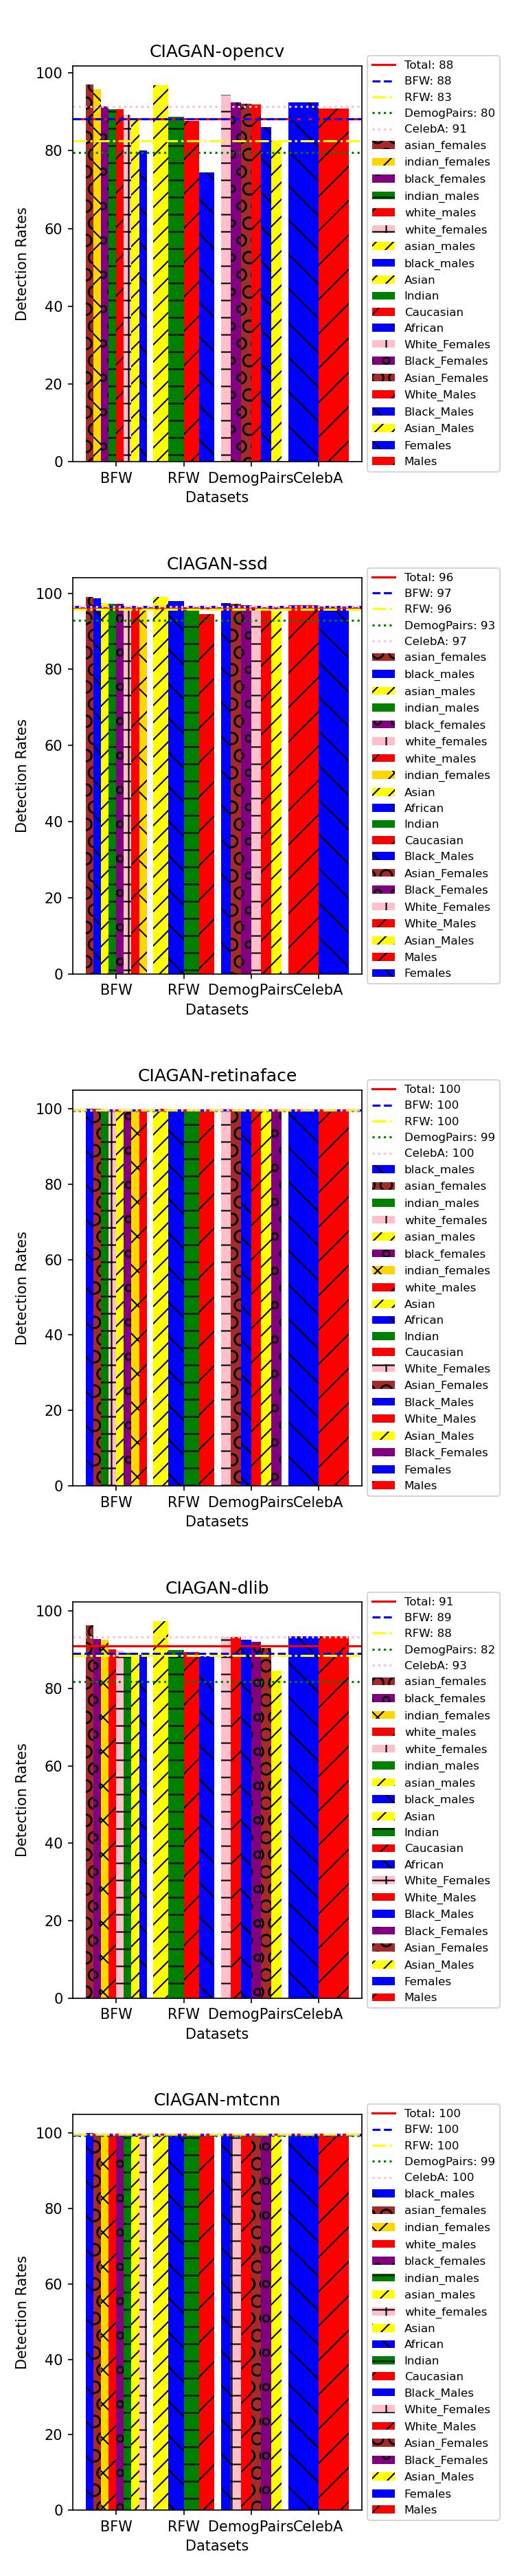 CIAGAN-opencv
100
80
60
40
20
0
Detection Rates
BFW
RFW
DemogPairs
CelebA
Datasets
Total: 88
BFW: 88
RFW: 83
DemogPairs: 80
CelebA: 91
asian_females
indian_females
black_females
indian_males
white_males
white_females
asian_males
black_males
Asian
Indian
Caucasian
African
White_Females
Black_Females
Asian_Females
White_Males
Black_Males
Asian_Males
Females
Males
CIAGAN-ssd
100
80
60
40
20
0
Detection Rates
BFW
RFW
DemogPairs
CelebA
Datasets
Total: 96
BFW: 97
RFW: 96
DemogPairs: 93
CelebA: 97
asian_females
black_males
asian_males
indian_males
black_females
white_females
white_males
indian_females
Asian
African
Indian
Caucasian
Black_Males
Asian_Females
Black_Females
White_Females
White_Males
Asian_Males
Males
Females
CIAGAN-retinaface
100
80
60
40
20
0
Detection Rates
BFW
RFW
DemogPairs
CelebA
Datasets
Total: 100
BFW: 100
RFW: 100
DemogPairs: 99
CelebA: 100
black_males
asian_females
indian_males
white_females
asian_males
black_females
indian_females
white_males
Asian
African
Indian
Caucasian
White_Females
Asian_Females
Black_Males
White_Males
Asian_Males
Black_Females
Females
Males
CIAGAN-dlib
100
80
60
40
20
0
Detection Rates
BFW
RFW
DemogPairs
CelebA
Datasets
Total: 91
BFW: 89
RFW: 88
DemogPairs: 82
CelebA: 93
asian_females
black_females
indian_females
white_males
white_females
indian_males
asian_males
black_males
Asian
Indian
Caucasian
African
White_Females
White_Males
Black_Males
Black_Females
Asian_Females
Asian_Males
Females
Males
CIAGAN-mtcnn
100
80
60
40
20
0
Detection Rates
BFW
RFW
DemogPairs
CelebA
Datasets
Total: 100
BFW: 100
RFW: 100
DemogPairs: 99
CelebA: 100
black_males
asian_females
indian_females
white_males
black_females
indian_males
asian_males
white_females
Asian
African
Indian
Caucasian
Black_Males
White_Females
White_Males
Asian_Females
Black_Females
Asian_Males
Females
Males